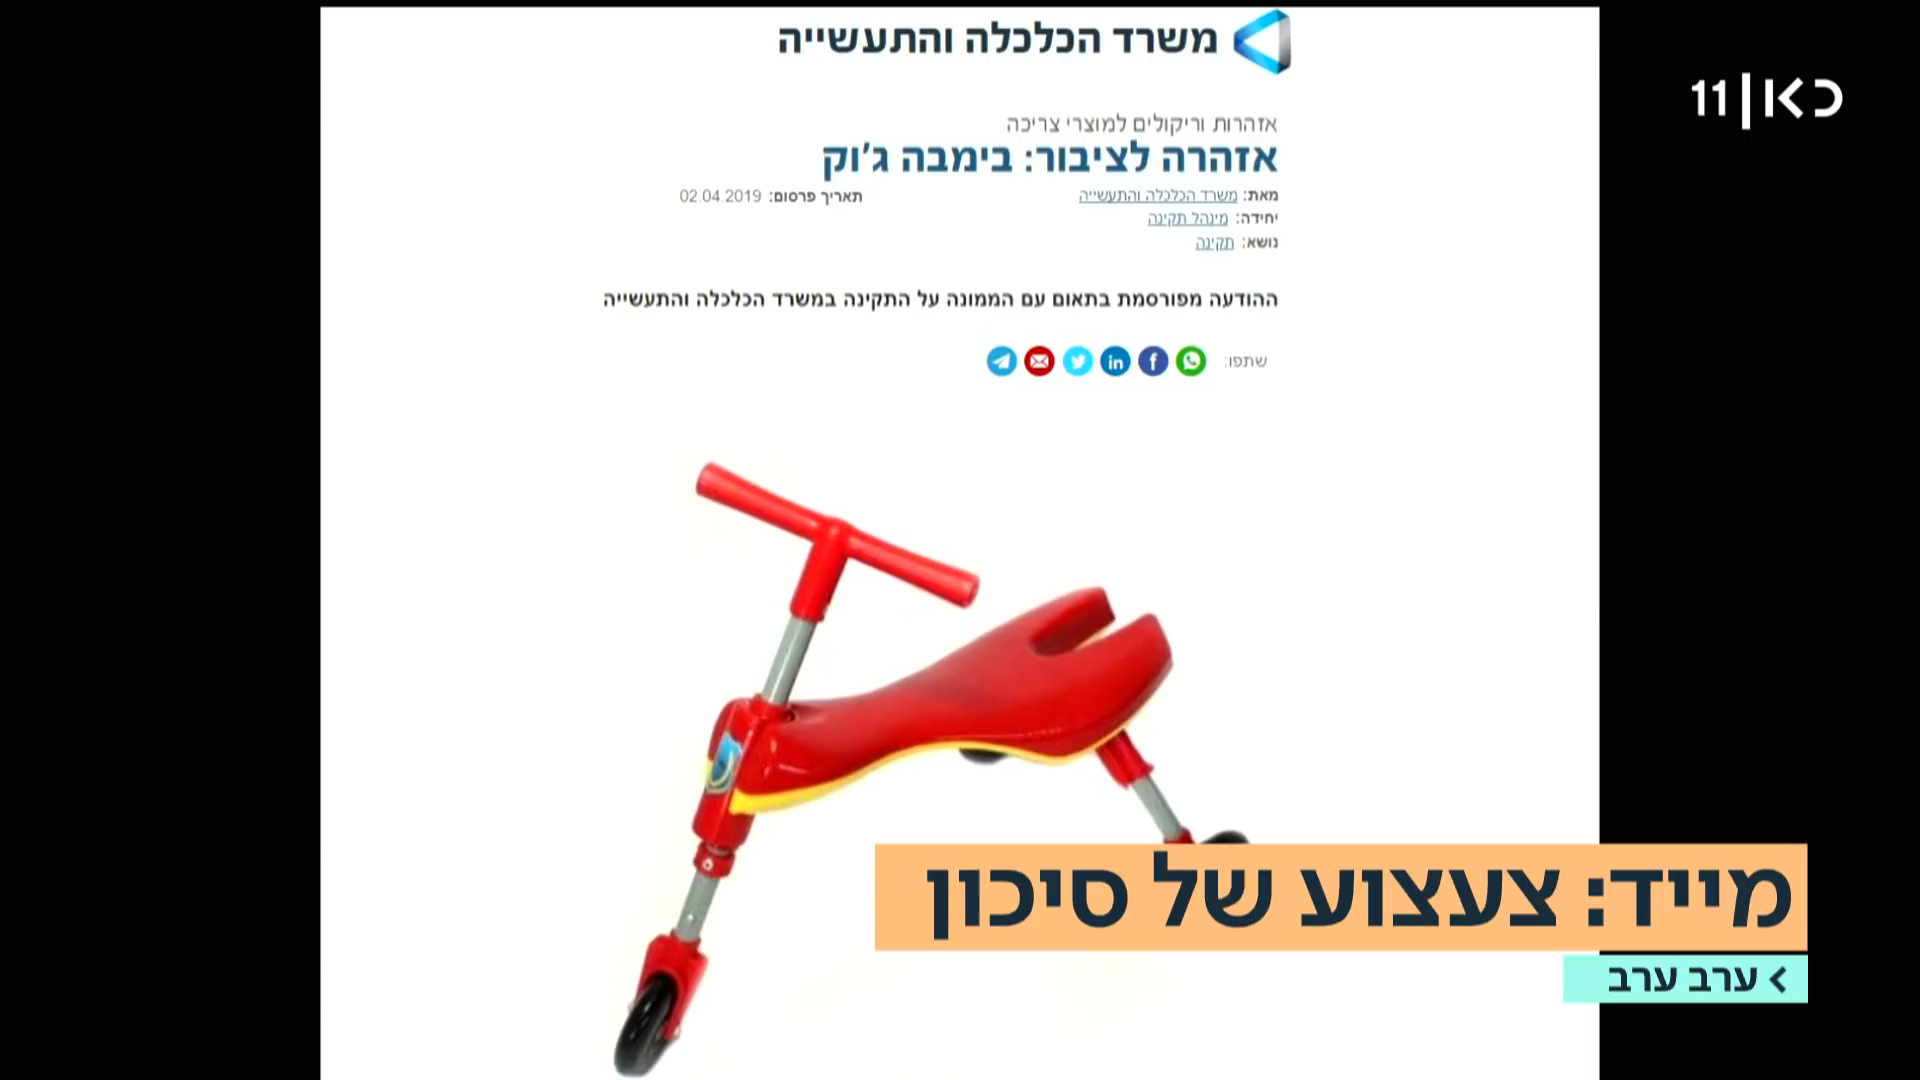 משרד הכלכלה והתעשייה
כאן | 11
אזהרות וריקולים למוצרי צריכה
אזהרה לציבור: בימבה ג'וק
מאת: משרד הכלכלה והתעשייה תאריך פרסום: 02.04.2019
יחידה: מינהל תקינה
נושא: תקינה
ההודעה מפורסמת בתאום עם הממונה על התקינה במשרד הכלכלה והתעשייה
שתפו:
מייד: צעצוע של סיכון
ערב ערב